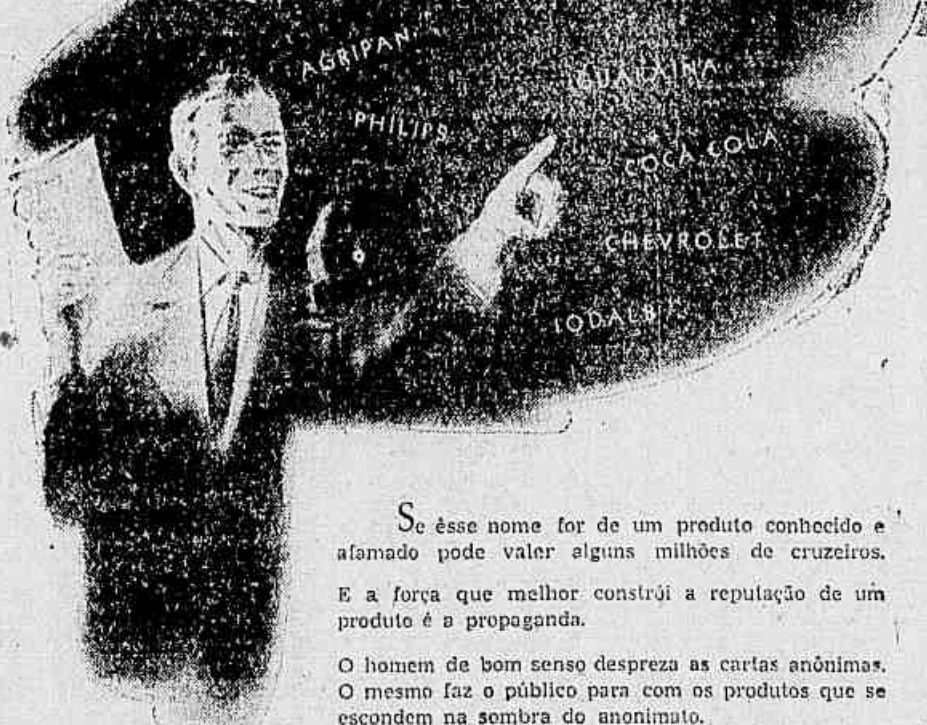 AGRIPAN
GUARAINA
PHILIPS
COCA COLA
CHEVROLET
IODALB
Se êsse nome for de um produto conhecido e
afamado pode valer alguns milhões de cruzeiros.
E a força que melhor constrói a reputação de um
produto é a propaganda.
O homem de bom senso despreza as cartas anônimas.
O mesmo faz o público para com os produtos que se
escondem na sombra do anonimato.